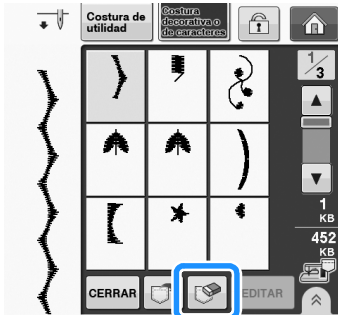 Costura de
utilidad
Costura
decorativa o
de caracteres
1/3
1
KB
452
KB
CERRAR
EDITAR